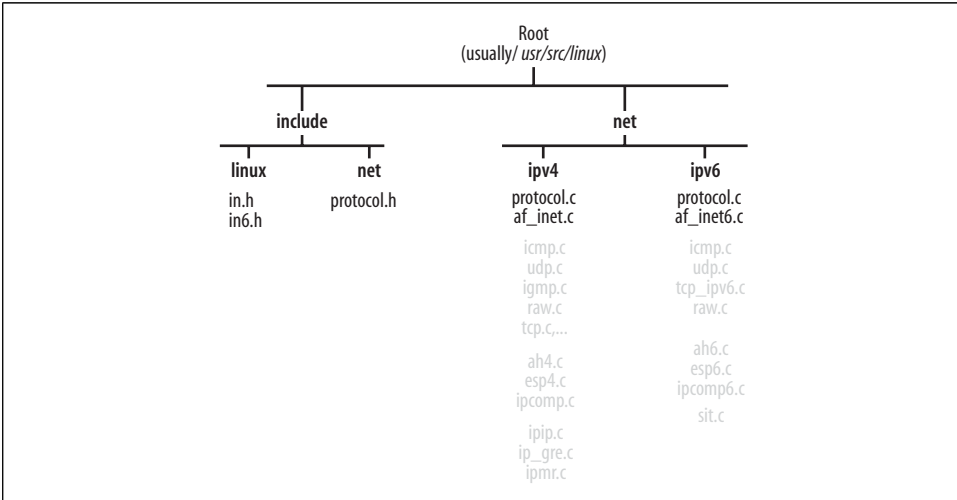 Root
(usually/ usr/src/linux)
include
net
linux
net
ipv4
ipv6
in.h
in6.h
protocol.h
protocol.c
af_inet.c
icmp.c
udp.c
igmp.c
raw.c
tcp.c,...
ah4.c
esp4.c
ipcomp.c
ipip.c
ip_gre.c
ipmr.c
protocol.c
af_inet6.c
icmp.c
udp.c
tcp_ipv6.c
raw.c
ah6.c
esp6.c
ipcomp6.c
sit.c